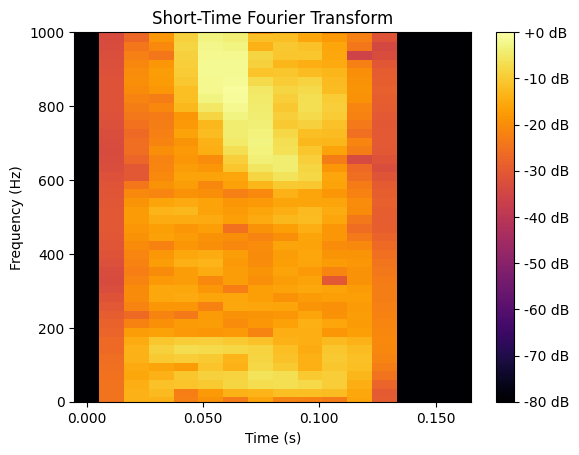 Short-Time Fourier Transform
1000
800
600
400
200
0
Frequency (Hz)
0.000
0.050
0.100
0.150
Time (s)
+0 dB
-10 dB
-20 dB
-30 dB
-40 dB
-50 dB
-60 dB
-70 dB
-80 dB